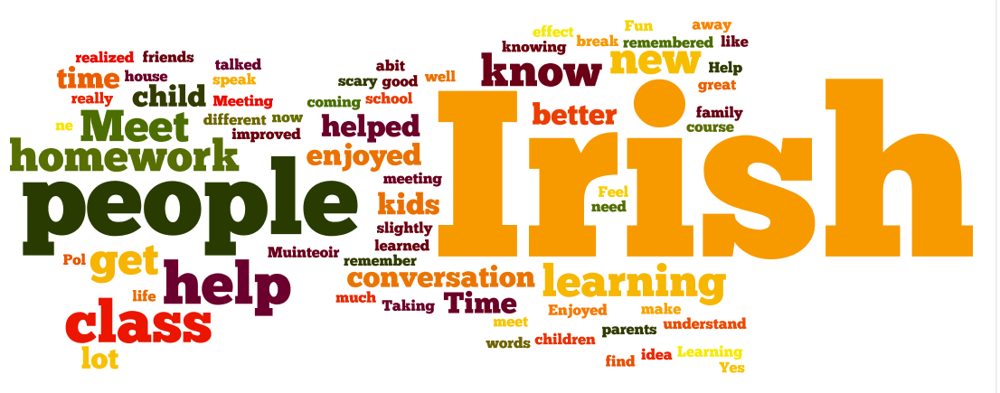 effect
Fun
away
knowing
break
remembered
like
realized
friends
talked
abit
know
new
Help
time
house
speak
scary
good
well
great
really
child
Meeting
coming
school
better
family
ne
Meet
different
now
helped
course
improved
homework
enjoyed
Irish
people
meeting
kids
Feel
need
slightly
learned
Muinteoir
remember
Pol
get
help
conversation
learning
life
much
Taking
Time
Enjoyed
make
class
meet
parents
understand
lot
words
children
find
idea
Learning
Yes